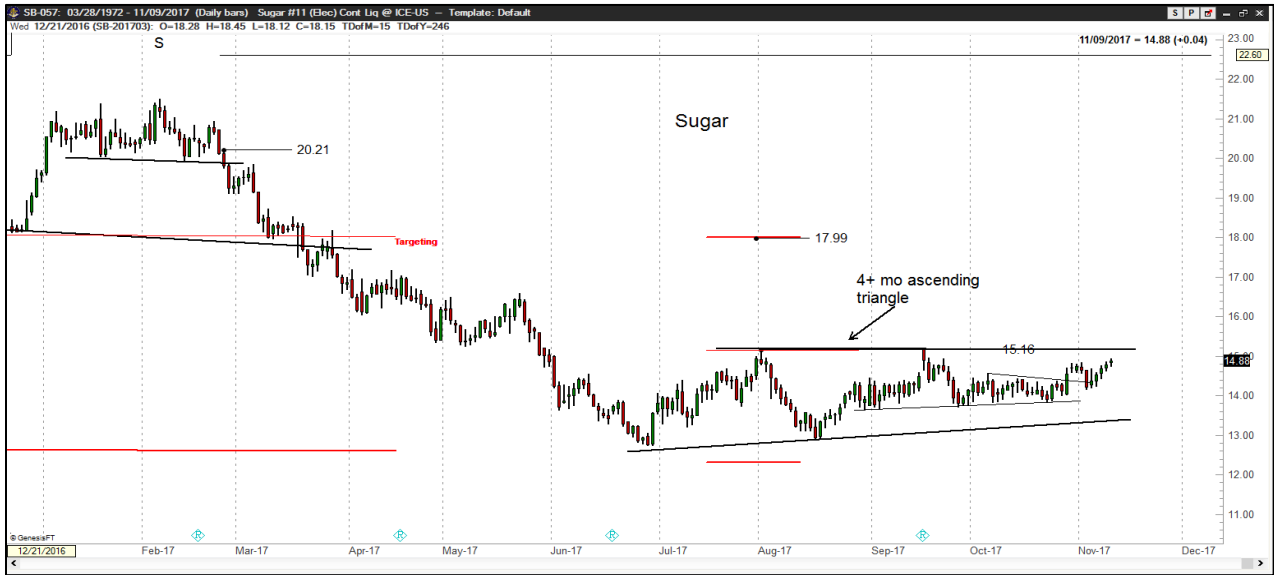 SB-057: 03/28/1972 - 11/09/2017 (Daily bars) Sugar #11 (Elec) Cont Liq @ ICE-US — Template: Default
S P
Wed 12/21/2016 (SB-201703): O=18.28 H=18.45 L=18.12 C=18.15 TDofM=15 TDofY=246
S
11/09/2017 = 14.88 (+0.04)
23.00
22.60
22.00
Sugar
21.00
20.21
20.00
19.00
Targeting
17.99
18.00
17.00
4+ mo ascending
triangle
16.00
15.16
15.00
14.88
14.00
13.00
12.00
11.00
R R R R
© GenesisFT
12/21/2016 Feb-17 Mar-17 Apr-17 May-17 Jun-17 Jul-17 Aug-17 Sep-17 Oct-17 Nov-17 Dec-17